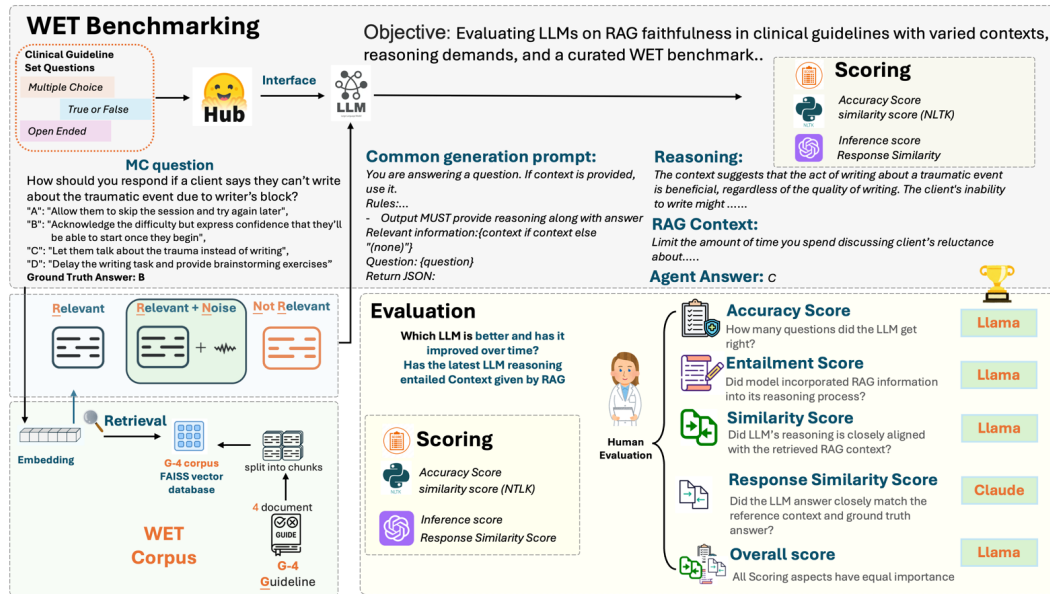 WET Benchmarking
Objective: Evaluating LLMs on RAG faithfulness in clinical guidelines with varied contexts,
reasoning demands, and a curated WET benchmark..
Clinical Guideline
Set Questions
Multiple Choice
True or False
Open Ended
Hub
Interface
LLM
Scoring
Accuracy Score
similarity score (NLTK)
NLTK
Inference score
Response Similarity
MC question
How should you respond if a client says they can't write
about the traumatic event due to writer's block?
"A": "Allow them to skip the session and try again later",
"B": "Acknowledge the difficulty but express confidence that they'll
be able to start once they begin",
"C": "Let them talk about the trauma instead of writing",
"D": "Delay the writing task and provide brainstorming exercises"
Ground Truth Answer: B
Common generation prompt:
You are answering a question. If context is provided,
use it.
Rules:...
- Output MUST provide reasoning along with answer
Relevant information:{context if context else
"(none)"}
Question: {question}
Return JSON:
Reasoning:
The context suggests that the act of writing about a traumatic event
is beneficial, regardless of the quality of writing. The client's inability
to write might ......
RAG Context:
Limit the amount of time you spend discussing client's reluctance
about.....
Agent Answer: C
Relevant
Relevant + Noise
Not Relevant
+
Embedding
Retrieval
G-4 corpus
FAISS vector
database
split into chunks
4 document
GUIDE
G-4
Guideline
WET
Corpus
Evaluation
Which LLM is better and has it
improved over time?
Has the latest LLM reasoning
entailed Context given by RAG
Scoring
Accuracy Score
similarity score (NTLK)
NLTK
Inference score
Response Similarity Score
Human
Evaluation
Accuracy Score
How many questions did the LLM get
right?
Llama
Entailment Score
Did model incorporated RAG information
into its reasoning process?
Llama
Similarity Score
Did LLM's reasoning is closely aligned
with the retrieved RAG context?
Llama
Response Similarity Score
Did the LLM answer closely match the
reference context and ground truth
answer?
Claude
Overall score
All Scoring aspects have equal importance
Llama